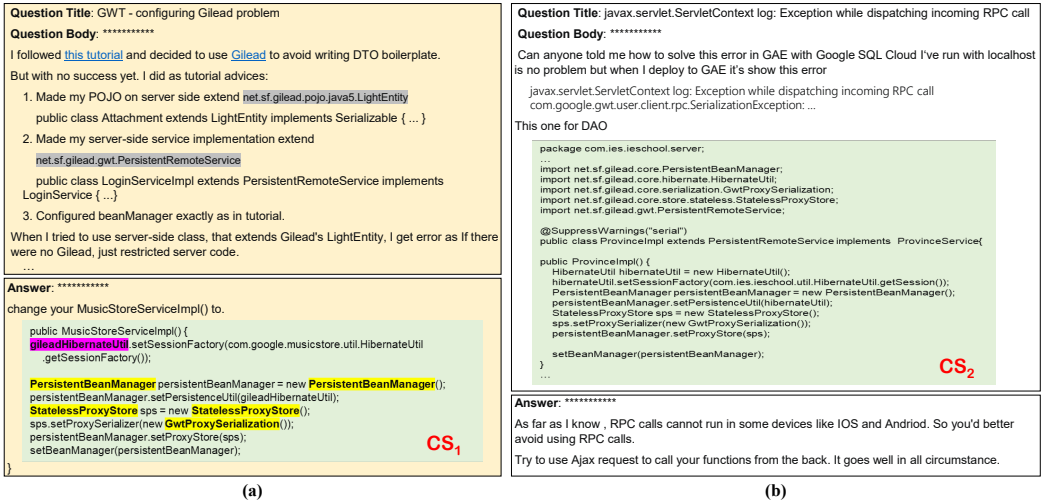 Question Title: GWT - configuring Gilead problem
Question Body: ***********
I followed this tutorial and decided to use Gilead to avoid writing DTO boilerplate.
But with no success yet. I did as tutorial advices:
1. Made my POJO on server side extend net.sf.gilead.pojo.java5.LightEntity
public class Attachment extends LightEntity implements Serializable { ... }
2. Made my server-side service implementation extend
net.sf.gilead.gwt.PersistentRemoteService
public class LoginServiceImpl extends PersistentRemoteService implements
LoginService { ...}
3. Configured beanManager exactly as in tutorial.
When I tried to use server-side class, that extends Gilead's LightEntity, I get error as If there
were no Gilead, just restricted server code.
...
Answer: ***********
change your MusicStoreServiceImpl() to.
public MusicStoreServiceImpl() {
gileadHibernateUtil.setSessionFactory(com.google.musicstore.util.HibernateUtil
.getSessionFactory());
PersistentBeanManager persistentBeanManager = new PersistentBeanManager();
persistentBeanManager.setPersistenceUtil(gileadHibernateUtil);
StatelessProxyStore sps = new StatelessProxyStore();
sps.setProxySerializer(new GwtProxySerialization());
persistentBeanManager.setProxyStore(sps);
setBeanManager(persistentBeanManager);
CS1
}
(a)
Question Title: javax.servlet.ServletContext log: Exception while dispatching incoming RPC call
Question Body: ***********
Can anyone told me how to solve this error in GAE with Google SQL Cloud I've run with localhost
is no problem but when I deploy to GAE it's show this error
javax.servlet.ServletContext log: Exception while dispatching incoming RPC call
com.google.gwt.user.client.rpc.SerializationException: ...
This one for DAO
package com.ies.ieschool.server;
...
import net.sf.gilead.core.PersistentBeanManager;
import net.sf.gilead.core.hibernate.HibernateUtil;
import net.sf.gilead.core.serialization.GwtProxySerialization;
import net.sf.gilead.core.store.stateless.StatelessProxyStore;
import net.sf.gilead.gwt.PersistentRemoteService;
@SuppressWarnings("serial")
public class ProvinceImpl extends PersistentRemoteService implements ProvinceService{
public ProvinceImpl() {
HibernateUtil hibernateUtil = new HibernateUtil();
hibernateUtil.setSessionFactory(com.ies.ieschool.util.HibernateUtil.getSession());
PersistentBeanManager persistentBeanManager = new PersistentBeanManager();
persistentBeanManager.setPersistenceUtil(hibernateUtil);
StatelessProxyStore sps = new StatelessProxyStore();
sps.setProxySerializer(new GwtProxySerialization());
persistentBeanManager.setProxyStore(sps);
setBeanManager(persistentBeanManager);
}
...
CS2
Answer: ***********
As far as I know , RPC calls cannot run in some devices like IOS and Andriod. So you'd better
avoid using RPC calls.
Try to use Ajax request to call your functions from the back. It goes well in all circumstance.
(b)